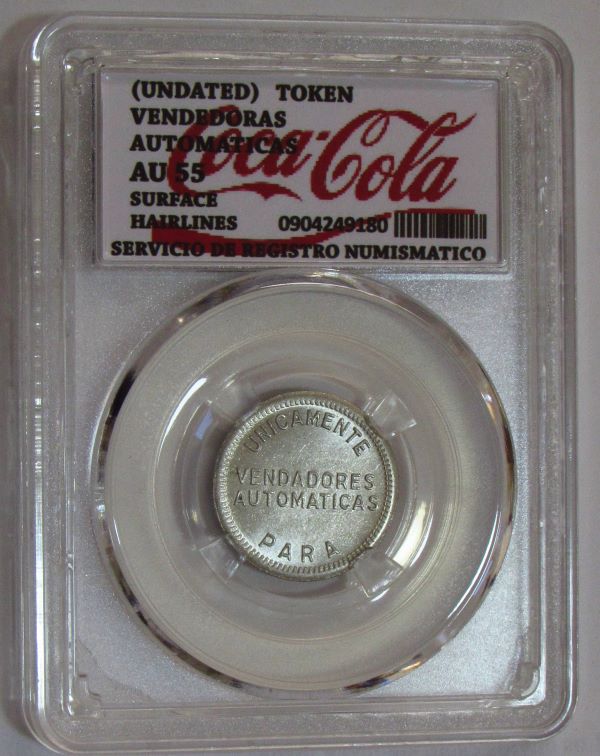 (UNDATED) TOKEN
VENDEDORAS
AUTOMATICAS
Coca-Cola
AU 55
SURFACE
HAIRLINES 0904249180
SERVICIO DE REGISTRO NUMISMATICO
UNICAMENTE
VENDADORES
AUTOMATICAS
PARA